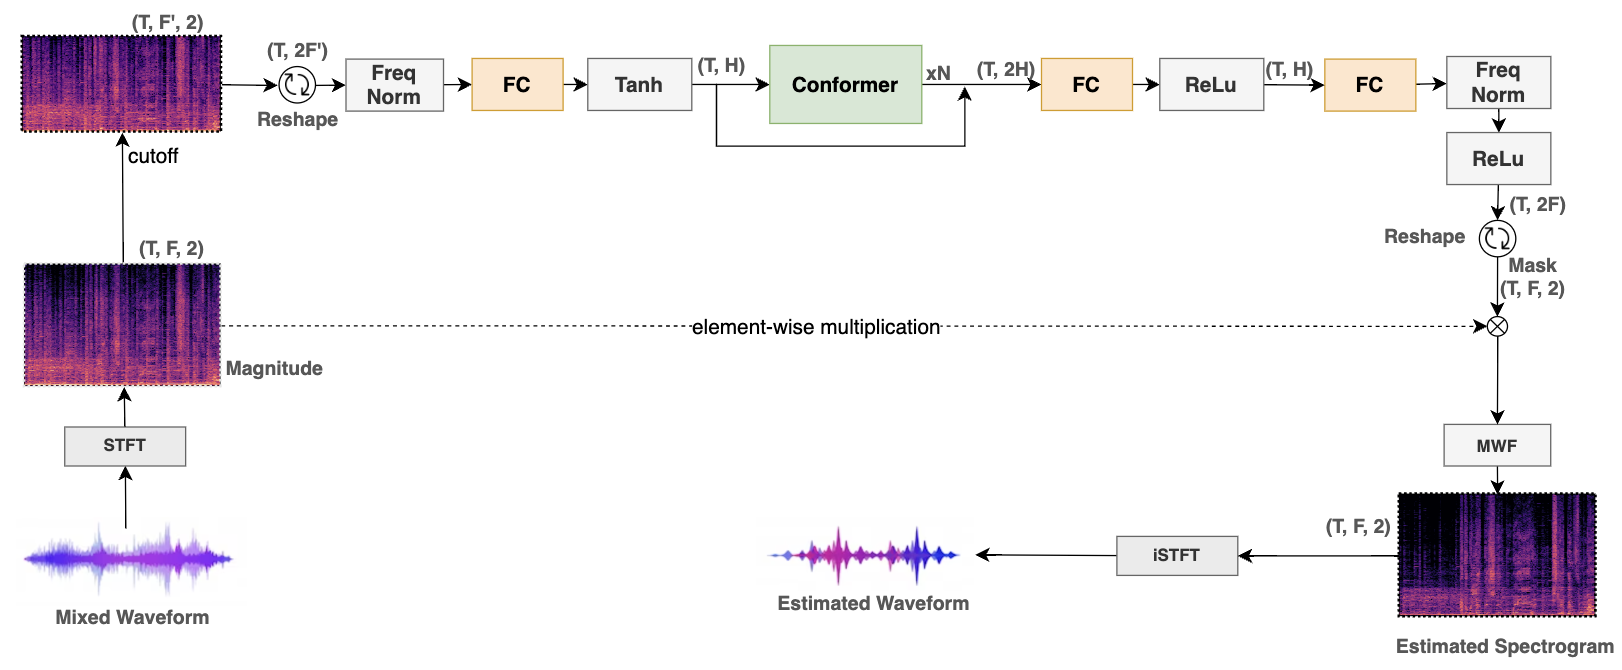 (T, F', 2)
(T, 2F')
Reshape
Freq
Norm
FC
Tanh
(T, H)
Conformer
xN
(T, 2H)
FC
ReLu
(T, H)
FC
Freq
Norm
ReLu
(T, 2F)
Reshape
Mask
(T, F, 2)
cutoff
(T, F, 2)
element-wise multiplication
Magnitude
STFT
Mixed Waveform
MWF
(T, F, 2)
iSTFT
Estimated Waveform
Estimated Spectrogram